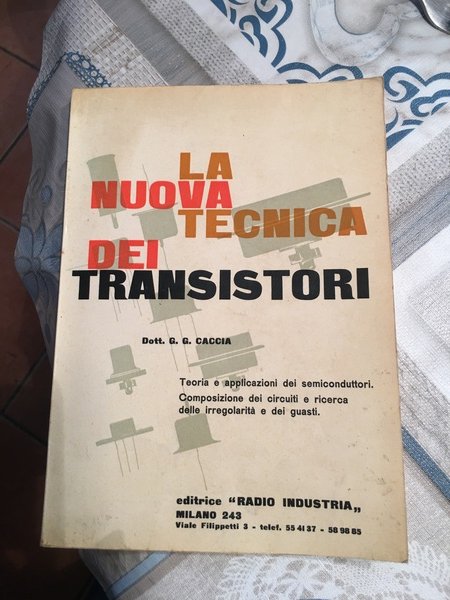 LA
NUOVA
TECNICA
DEI
TRANSISTORI
Dott. G. G. CACCIA
Teoria e applicazioni dei semiconduttori.
Composizione dei circuiti e ricerca
delle irregolarità e dei guasti.
editrice “RADIO INDUSTRIA„
MILANO 243
Viale Filippetti 3 - telef. 55 41 37 - 58 98 85